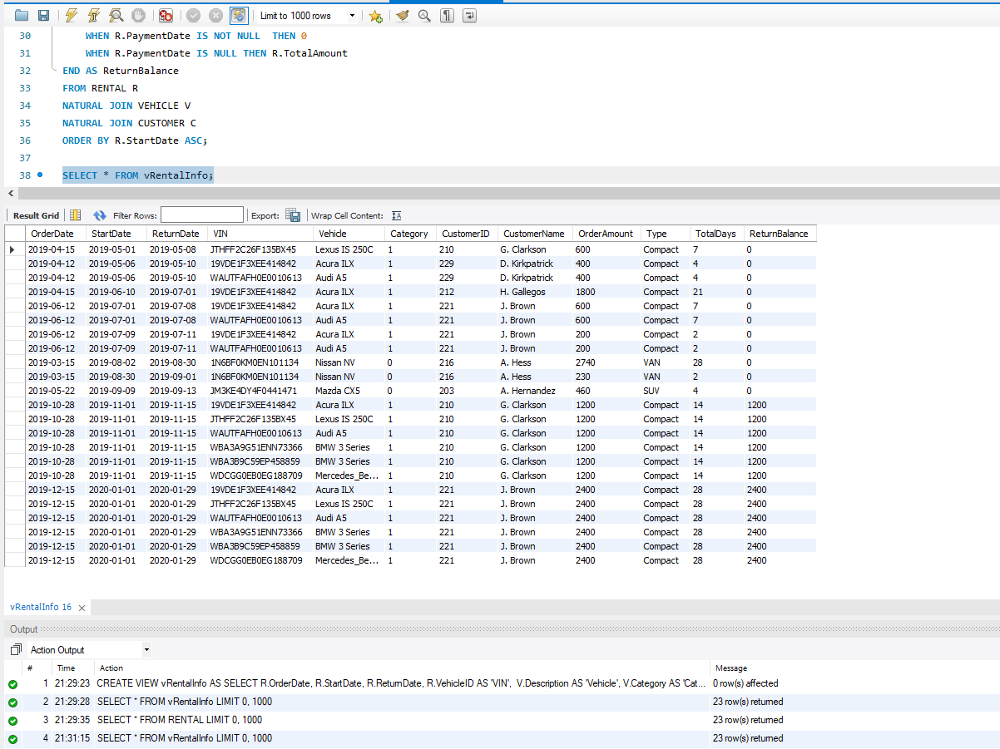 Limit to 1000 rows
30 WHEN R.PaymentDate IS NOT NULL THEN 0
31 WHEN R.PaymentDate IS NULL THEN R.TotalAmount
32 END AS ReturnBalance
33 FROM RENTAL R
34 NATURAL JOIN VEHICLE V
35 NATURAL JOIN CUSTOMER C
36 ORDER BY R.StartDate ASC;
37
38 SELECT * FROM vRentalInfo;
Result Grid Filter Rows: Export: Wrap Cell Content:
OrderDate StartDate ReturnDate VIN Vehicle Category CustomerID CustomerName OrderAmount Type TotalDays ReturnBalance
2019-04-15 2019-05-01 2019-05-08 JTHFF2C26F135BX45 Lexus IS 250C 1 210 G. Clarkson 600 Compact 7 0
2019-04-12 2019-05-06 2019-05-10 19VDE1F3XEE414842 Acura ILX 1 229 D. Kirkpatrick 400 Compact 4 0
2019-04-12 2019-05-06 2019-05-10 WAUTFAFH0E0010613 Audi A5 1 229 D. Kirkpatrick 400 Compact 4 0
2019-04-15 2019-06-10 2019-07-01 19VDE1F3XEE414842 Acura ILX 1 212 H. Gallegos 1800 Compact 21 0
2019-06-12 2019-07-01 2019-07-08 19VDE1F3XEE414842 Acura ILX 1 221 J. Brown 600 Compact 7 0
2019-06-12 2019-07-01 2019-07-08 WAUTFAFH0E0010613 Audi A5 1 221 J. Brown 600 Compact 7 0
2019-06-12 2019-07-09 2019-07-11 19VDE1F3XEE414842 Acura ILX 1 221 J. Brown 200 Compact 2 0
2019-06-12 2019-07-09 2019-07-11 WAUTFAFH0E0010613 Audi A5 1 221 J. Brown 200 Compact 2 0
2019-03-15 2019-08-02 2019-08-30 1N6BF0KM0EN101134 Nissan NV 0 216 A. Hess 2740 VAN 28 0
2019-03-15 2019-08-30 2019-09-01 1N6BF0KM0EN101134 Nissan NV 0 216 A. Hess 230 VAN 2 0
2019-05-22 2019-09-09 2019-09-13 JM3KE4DY4F0441471 Mazda CX5 0 203 A. Hernandez 460 SUV 4 0
2019-10-28 2019-11-01 2019-11-15 19VDE1F3XEE414842 Acura ILX 1 210 G. Clarkson 1200 Compact 14 1200
2019-10-28 2019-11-01 2019-11-15 JTHFF2C26F135BX45 Lexus IS 250C 1 210 G. Clarkson 1200 Compact 14 1200
2019-10-28 2019-11-01 2019-11-15 WAUTFAFH0E0010613 Audi A5 1 210 G. Clarkson 1200 Compact 14 1200
2019-10-28 2019-11-01 2019-11-15 WBA3A9G51ENN73366 BMW 3 Series 1 210 G. Clarkson 1200 Compact 14 1200
2019-10-28 2019-11-01 2019-11-15 WBA3B9C59EP458859 BMW 3 Series 1 210 G. Clarkson 1200 Compact 14 1200
2019-10-28 2019-11-01 2019-11-15 WDCGG0EB0EG188709 Mercedes_Be... 1 210 G. Clarkson 1200 Compact 14 1200
2019-12-15 2020-01-01 2020-01-29 19VDE1F3XEE414842 Acura ILX 1 221 J. Brown 2400 Compact 28 2400
2019-12-15 2020-01-01 2020-01-29 JTHFF2C26F135BX45 Lexus IS 250C 1 221 J. Brown 2400 Compact 28 2400
2019-12-15 2020-01-01 2020-01-29 WAUTFAFH0E0010613 Audi A5 1 221 J. Brown 2400 Compact 28 2400
2019-12-15 2020-01-01 2020-01-29 WBA3A9G51ENN73366 BMW 3 Series 1 221 J. Brown 2400 Compact 28 2400
2019-12-15 2020-01-01 2020-01-29 WBA3B9C59EP458859 BMW 3 Series 1 221 J. Brown 2400 Compact 28 2400
2019-12-15 2020-01-01 2020-01-29 WDCGG0EB0EG188709 Mercedes_Be... 1 221 J. Brown 2400 Compact 28 2400
vRentalInfo 16
Output
Action Output
# Time Action Message
1 21:29:23 CREATE VIEW vRentalInfo AS SELECT R.OrderDate, R.StartDate, R.ReturnDate, R.VehicleID AS 'VIN', V.Description AS 'Vehicle', V.Category AS 'Cat... 0 row(s) affected
2 21:29:28 SELECT * FROM vRentalInfo LIMIT 0, 1000 23 row(s) returned
3 21:29:35 SELECT * FROM RENTAL LIMIT 0, 1000 23 row(s) returned
4 21:31:15 SELECT * FROM vRentalInfo LIMIT 0, 1000 23 row(s) returned